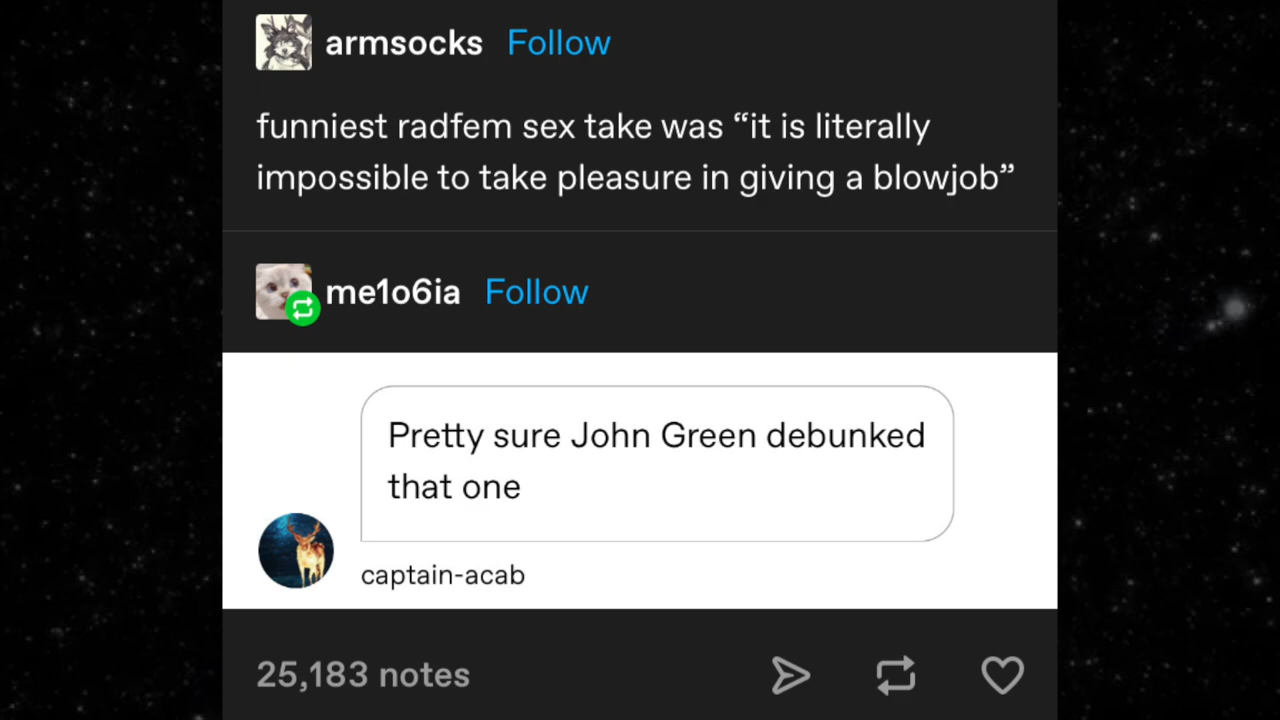 armsocks Follow
funniest radfem sex take was “it is literally
impossible to take pleasure in giving a blowjob”
me1o6ia Follow
Pretty sure John Green debunked
that one
captain-acab
25,183 notes